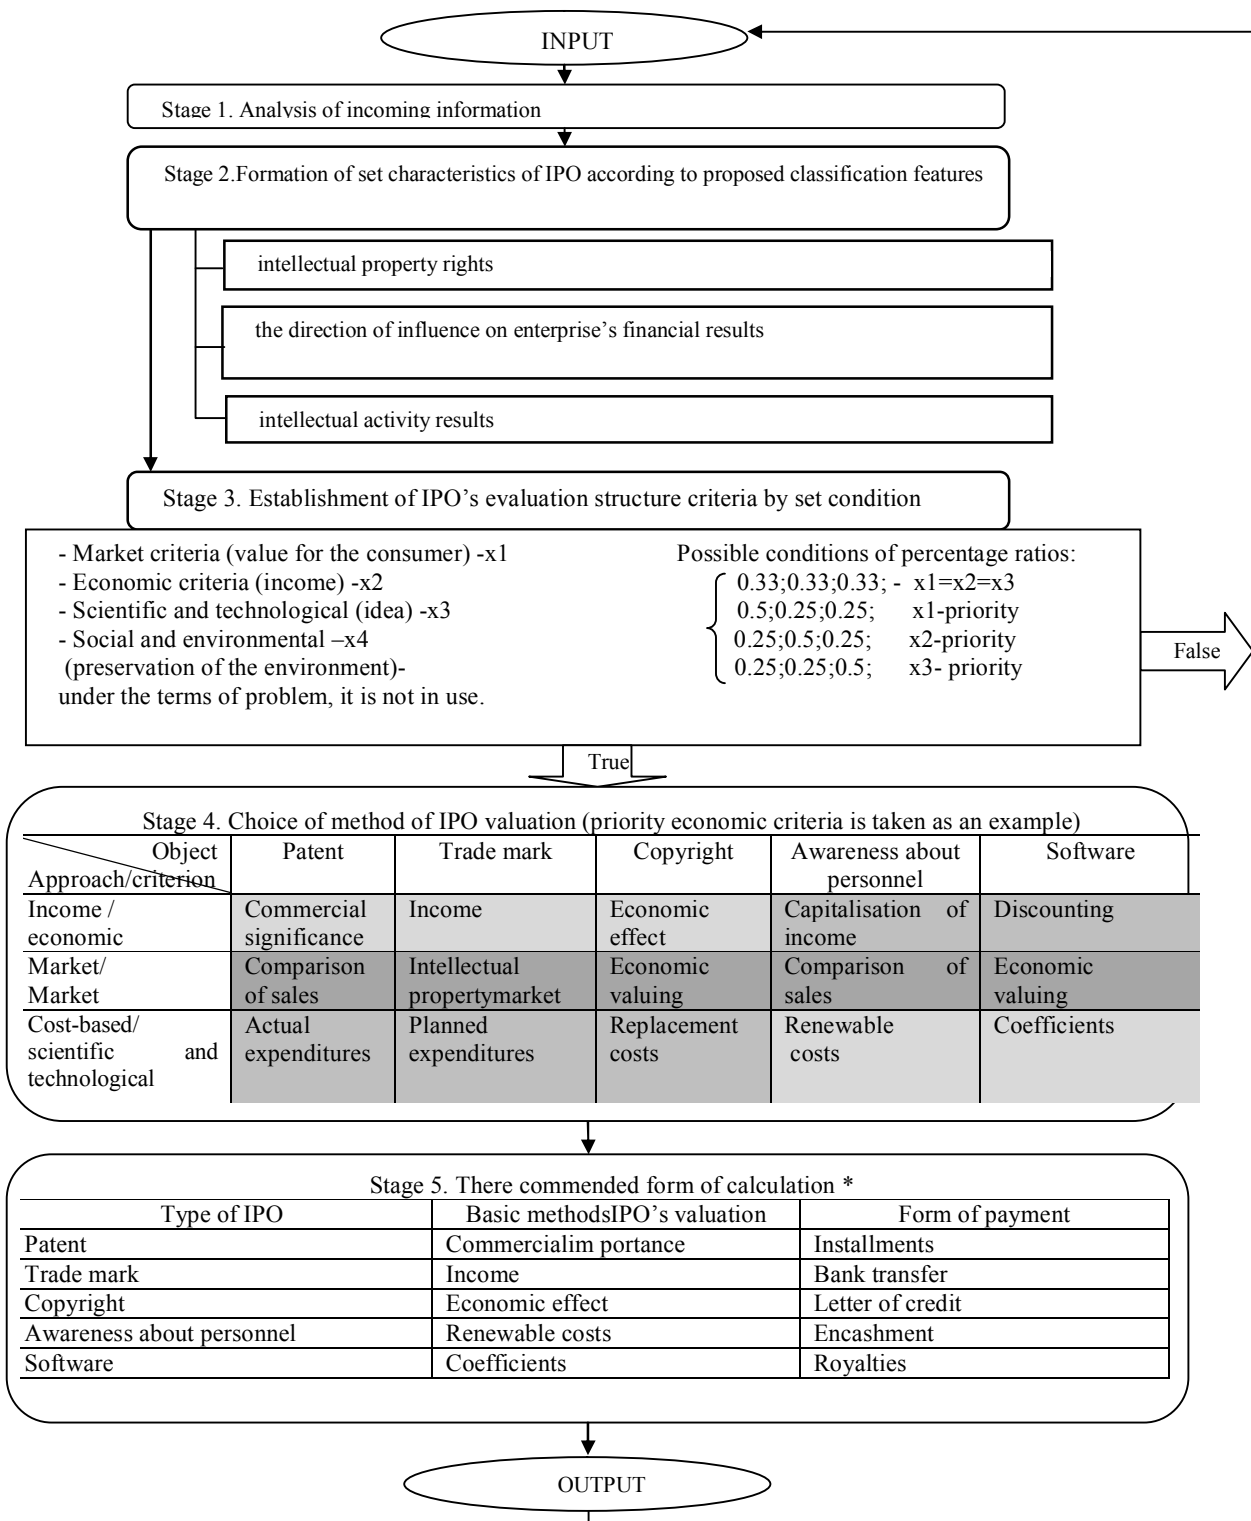 INPUT
Stage 1. Analysis of incoming information
Stage 2.Formation of set characteristics of IPO according to proposed classification features
intellectual property rights
the direction of influence on enterprise’s financial results
intellectual activity results
Stage 3. Establishment of IPO’s evaluation structure criteria by set condition
- Market criteria (value for the consumer) -x1
- Economic criteria (income) -x2
- Scientific and technological (idea) -x3
- Social and environmental –x4
(preservation of the environment)-
under the terms of problem, it is not in use.
Possible conditions of percentage ratios:
0.33;0.33;0.33; - x1=x2=x3
0.5;0.25;0.25; x1-priority
0.25;0.5;0.25; x2-priority
0.25;0.25;0.5; x3- priority
False
True
Stage 4. Choice of method of IPO valuation (priority economic criteria is taken as an example)
Object
Approach/criterion
Patent
Trade mark
Copyright
Awareness about
personnel
Software
Income /
economic
Commercial
significance
Income
Economic
effect
Capitalisation of
income
Discounting
Market/
Market
Comparison
of sales
Intellectual
propertymarket
Economic
valuing
Comparison of
sales
Economic
valuing
Cost-based/
scientific and
technological
Actual
expenditures
Planned
expenditures
Replacement
costs
Renewable
costs
Coefficients
Stage 5. There commended form of calculation *
Type of IPO Basic methodsIPO’s valuation Form of payment
Patent Commercialim portance Installments
Trade mark Income Bank transfer
Copyright Economic effect Letter of credit
Awareness about personnel Renewable costs Encashment
Software Coefficients Royalties
OUTPUT